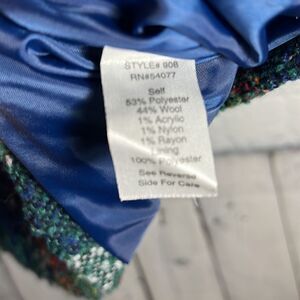 STYLE# 908
RN#54077
Self
53% Polyester
44% Wool
1% Acrylic
1% Nylon
1% Rayon
Lining
100% Polyester
See Reverse
Side For Care